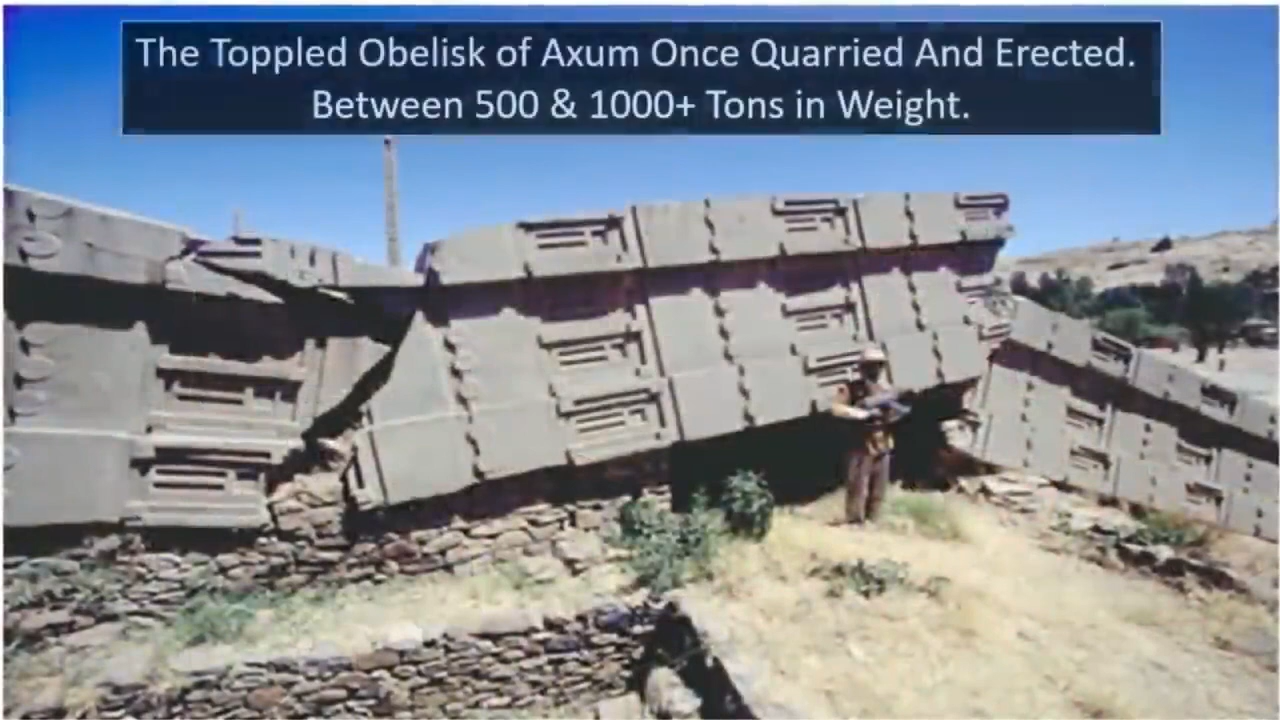 The Toppled Obelisk of Axum Once Quarried And Erected.
Between 500 & 1000+ Tons in Weight.